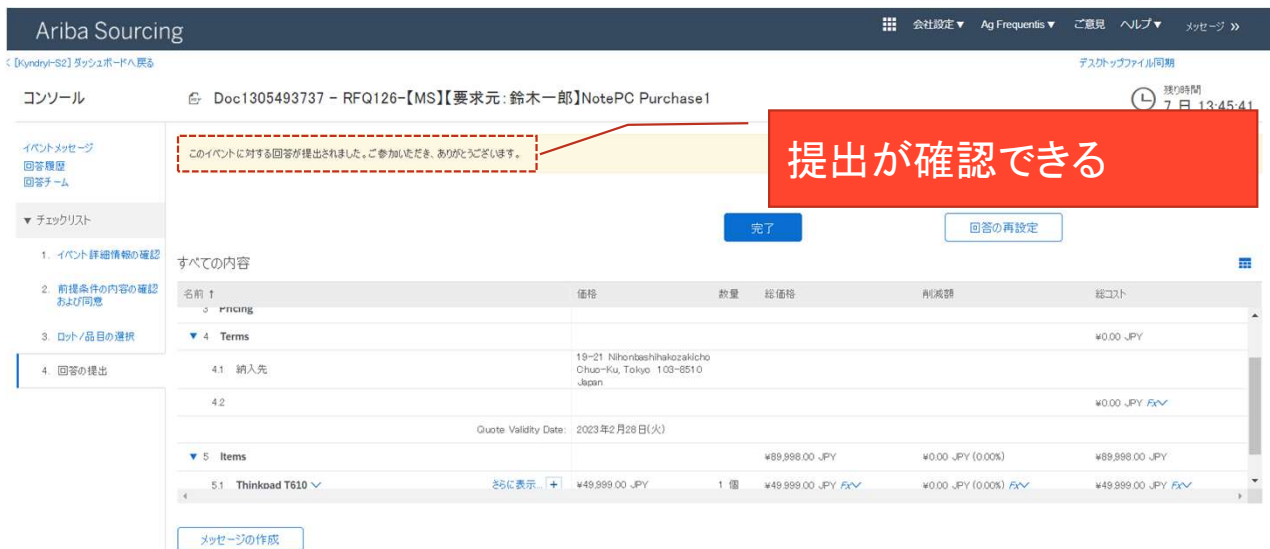 Ariba Sourcing
会社設定▼ Ag Frequentis▼ ご意見 ヘルプ▼ メッセージ »
< [Kyndryl-S2] ダッシュボードへ戻る
デスクトップファイル同期
コンソール
Doc1305493737 - RFQ126-【MS】【要求元:鈴木一郎】NotePC Purchase1
残り時間
7 日 13:45:41
イベントメッセージ
回答履歴
回答チーム
このイベントに対する回答が提出されました。ご参加いただき、ありがとうございます。
提出が確認できる
▼ チェックリスト
完了
回答の再設定
1. イベント詳細情報の確認
2. 前提条件の内容の確認
および同意
3. ロット/品目の選択
4. 回答の提出
すべての内容
名前 ↑ 価格 数量 総価格 削減額 総コスト
3 Pricing
▼ 4 Terms ¥0.00 JPY
4.1 納入先
19-21 Nihonbashihakozakicho
Chuo-Ku, Tokyo 103-8510
Japan
4.2 ¥0.00 JPY Fx
Quote Validity Date: 2023年2月28日(火)
▼ 5 Items ¥89,998.00 JPY ¥0.00 JPY (0.00%) ¥89,998.00 JPY
5.1 Thinkpad T610 さらに表示... + ¥49,999.00 JPY 1 個 ¥49,999.00 JPY Fx ¥0.00 JPY (0.00%) Fx ¥49,999.00 JPY Fx
メッセージの作成